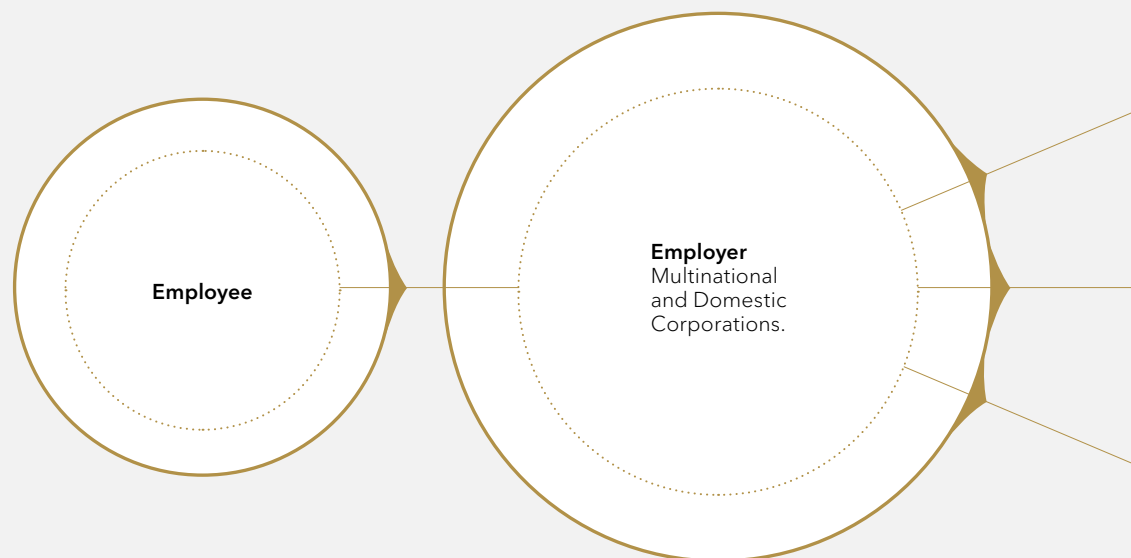 Employee
Employer
Multinational
and Domestic
Corporations.